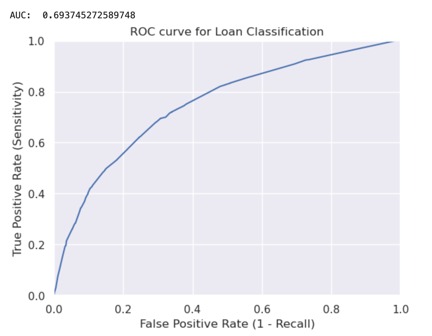 AUC: 0.693745272589748
ROC curve for Loan Classification
1.0
0.8
0.6
0.4
0.2
0.0
True Positive Rate (Sensitivity)
0.0 0.2 0.4 0.6 0.8 1.0
False Positive Rate (1 - Recall)